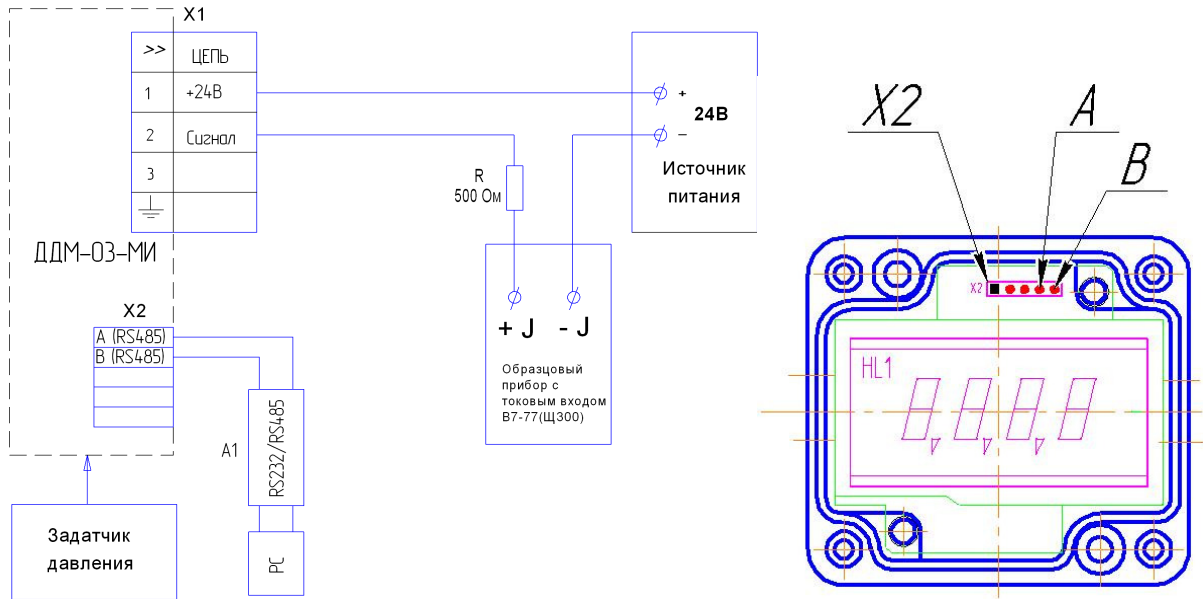 X1
>> ЦЕПЬ
1 +24В
2 Сигнал
3
ДДМ-03-МИ
X2
A (RS485)
B (RS485)
A1
RS232/RS485
PC
Задатчик
давления
R
500 Ом
+ J - J
Образцовый
прибор с
токовым входом
В7-77(Щ300)
+
24В
–
Источник
питания
X2
A
B
X2
HL1